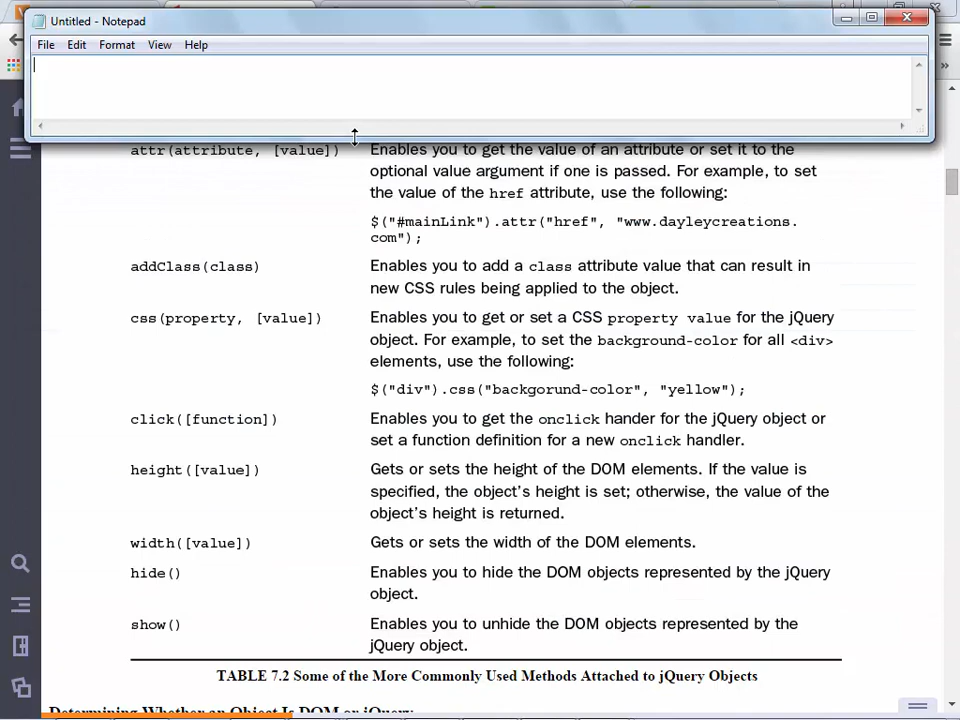 Untitled - Notepad
File Edit Format View Help
attr(attribute, [value]) Enables you to get the value of an attribute or set it to the
optional value argument if one is passed. For example, to set
the value of the href attribute, use the following:
$("#mainLink").attr("href", "www.dayleycreations.
com");
addClass(class) Enables you to add a class attribute value that can result in
new CSS rules being applied to the object.
css(property, [value]) Enables you to get or set a CSS property value for the jQuery
object. For example, to set the background-color for all <div>
elements, use the following:
$("div").css("backgorund-color", "yellow");
click([function]) Enables you to get the onclick hander for the jQuery object or
set a function definition for a new onclick handler.
height([value]) Gets or sets the height of the DOM elements. If the value is
specified, the object's height is set; otherwise, the value of the
object's height is returned.
width([value]) Gets or sets the width of the DOM elements.
hide() Enables you to hide the DOM objects represented by the jQuery
object.
show() Enables you to unhide the DOM objects represented by the
jQuery object.
TABLE 7.2 Some of the More Commonly Used Methods Attached to jQuery Objects
Determining Whether an Object Is DOM or jQuery: